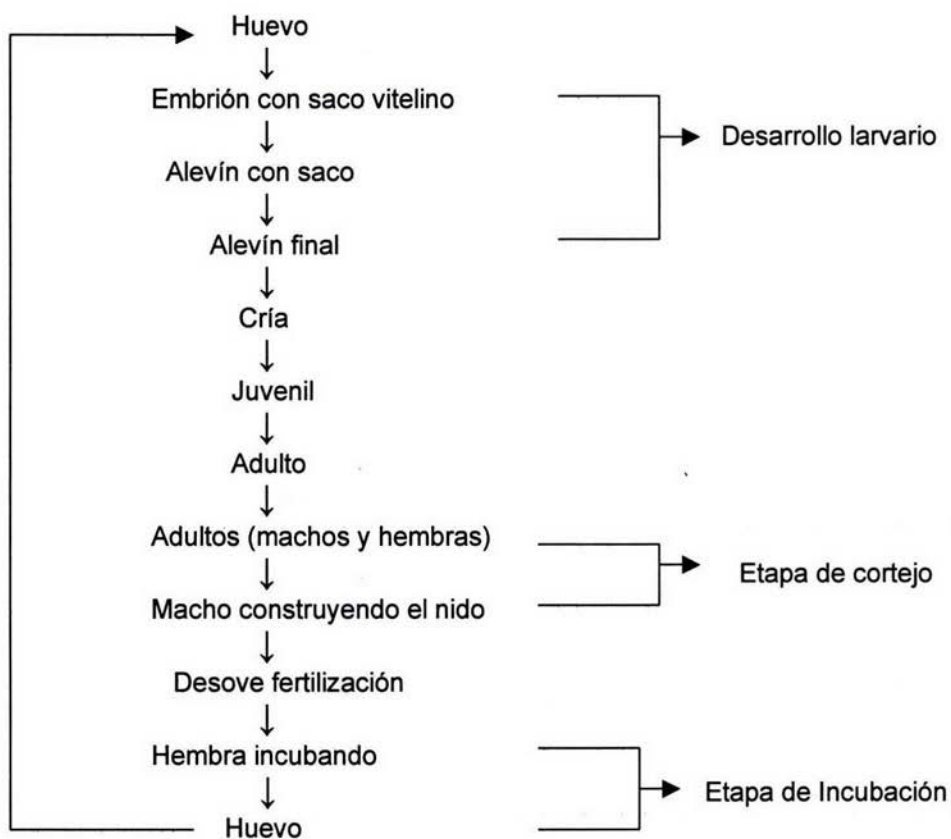 Huevo
Embrión con saco vitelino
Desarrollo larvario
Alevín con saco
Alevín final
Cría
Juvenil
Adulto
Adultos (machos y hembras)
Etapa de cortejo
Macho construyendo el nido
Desove fertilización
Hembra incubando
Etapa de Incubación
Huevo